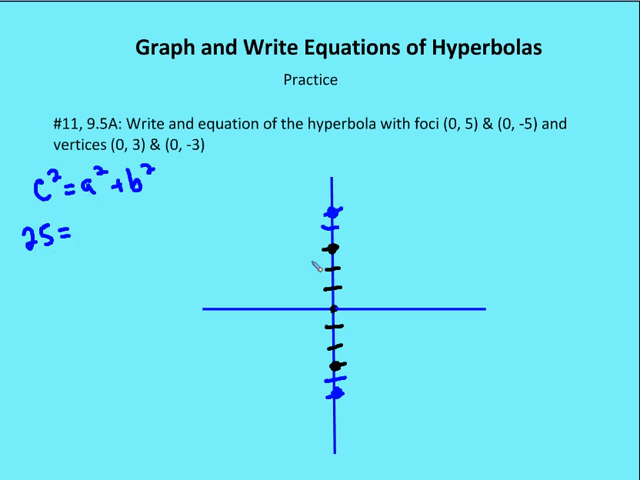 Graph and Write Equations of Hyperbolas
Practice
#11, 9.5A: Write and equation of the hyperbola with foci (0, 5) & (0, -5) and
vertices (0, 3) & (0, -3)
c² = a² + b²
25 =